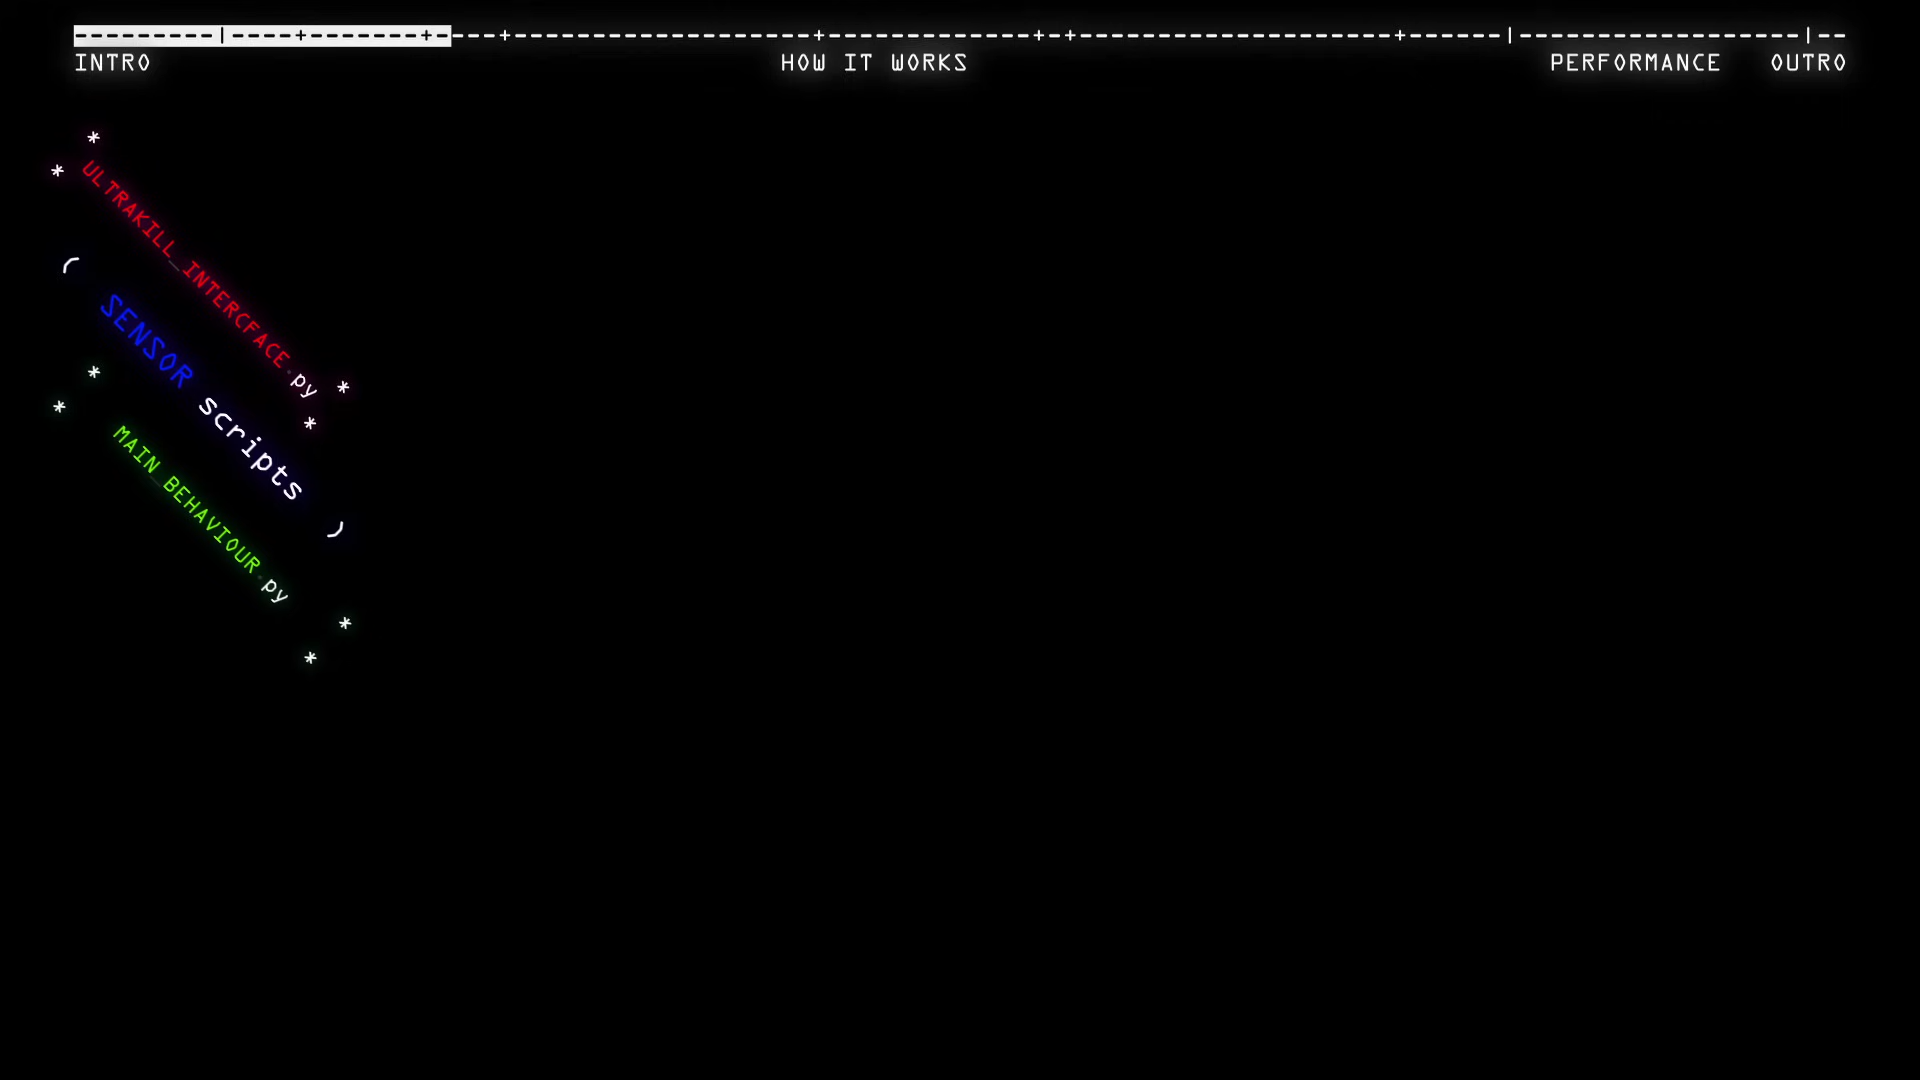 ---------|----+-------+----+-------------------+-------------+-+--------------------+------|------------------|--
INTRO HOW IT WORKS PERFORMANCE OUTRO
* *
ULTRAKILL_INTERCFACE.py
* *
( SENSOR scripts )
* *
MAIN_BEHAVIOUR.py
* *